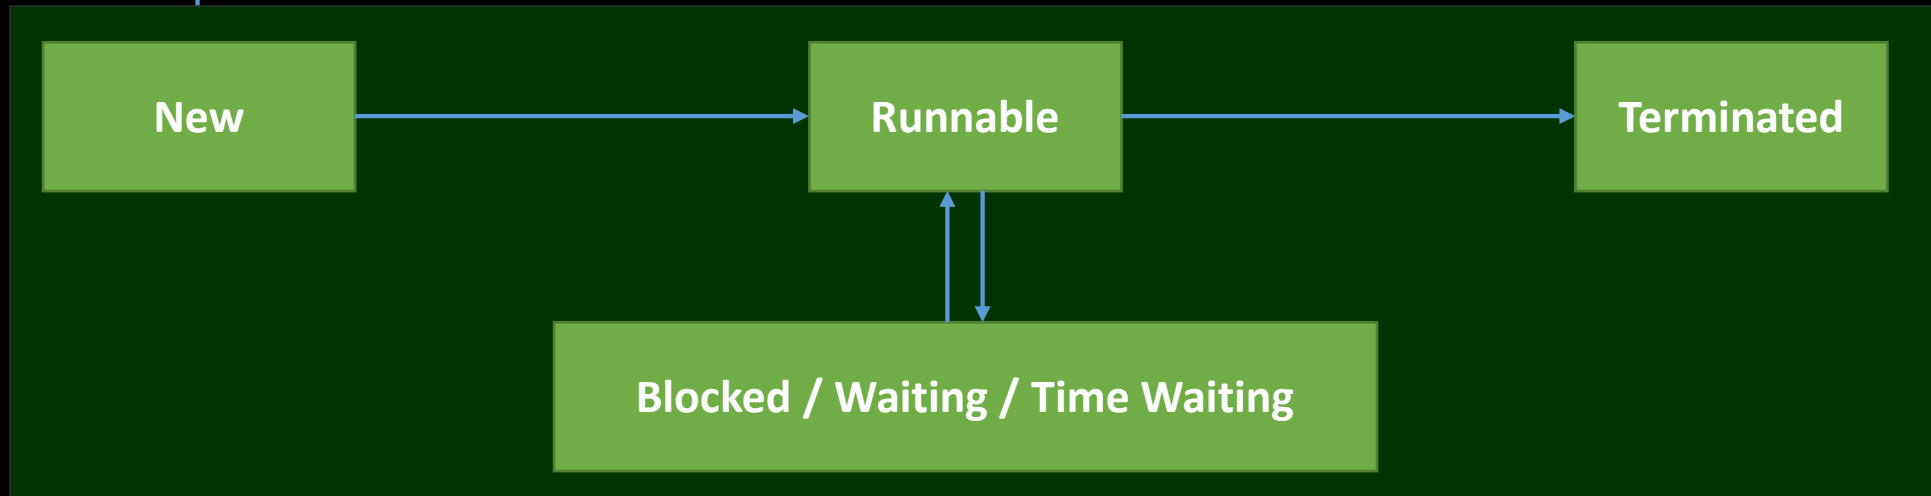 New
Runnable
Terminated
Blocked / Waiting / Time Waiting